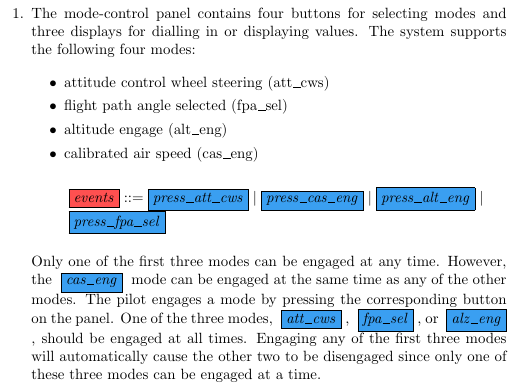 1. The mode-control panel contains four buttons for selecting modes and
three displays for dialling in or displaying values. The system supports
the following four modes:
• attitude control wheel steering (att_cws)
• flight path angle selected (fpa_sel)
• altitude engage (alt_eng)
• calibrated air speed (cas_eng)
events ::= press_att_cws | press_cas_eng | press_alt_eng |
press_fpa_sel
Only one of the first three modes can be engaged at any time. However,
the cas_eng mode can be engaged at the same time as any of the other
modes. The pilot engages a mode by pressing the corresponding button
on the panel. One of the three modes, att_cws , fpa_sel , or alz_eng
, should be engaged at all times. Engaging any of the first three modes
will automatically cause the other two to be disengaged since only one of
these three modes can be engaged at a time.